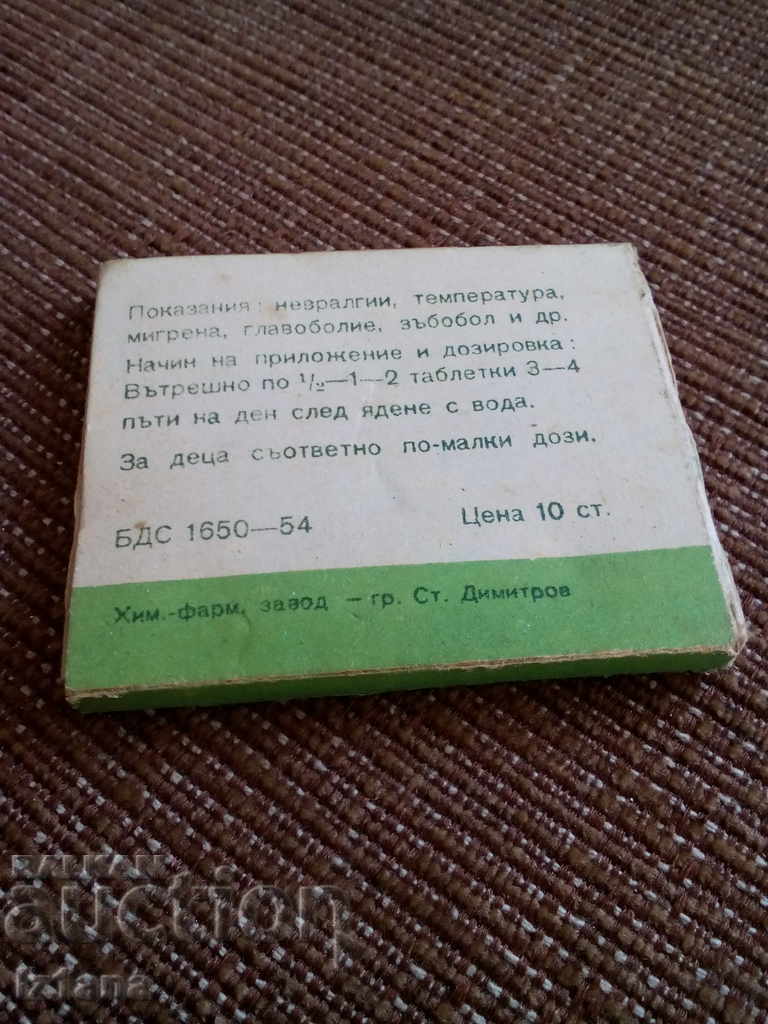 Показания: невралгии, температура,
мигрена, главоболие, зъбобол и др.
Начин на приложение и дозировка:
Вътрешно по 1/2—1—2 таблетки 3—4
пъти на ден след ядене с вода.
За деца съответно по-малки дози.
БДС 1650—54 Цена 10 ст.
Хим.-фарм. завод — гр. Ст. Димитров
BALKAN
auction
izfana